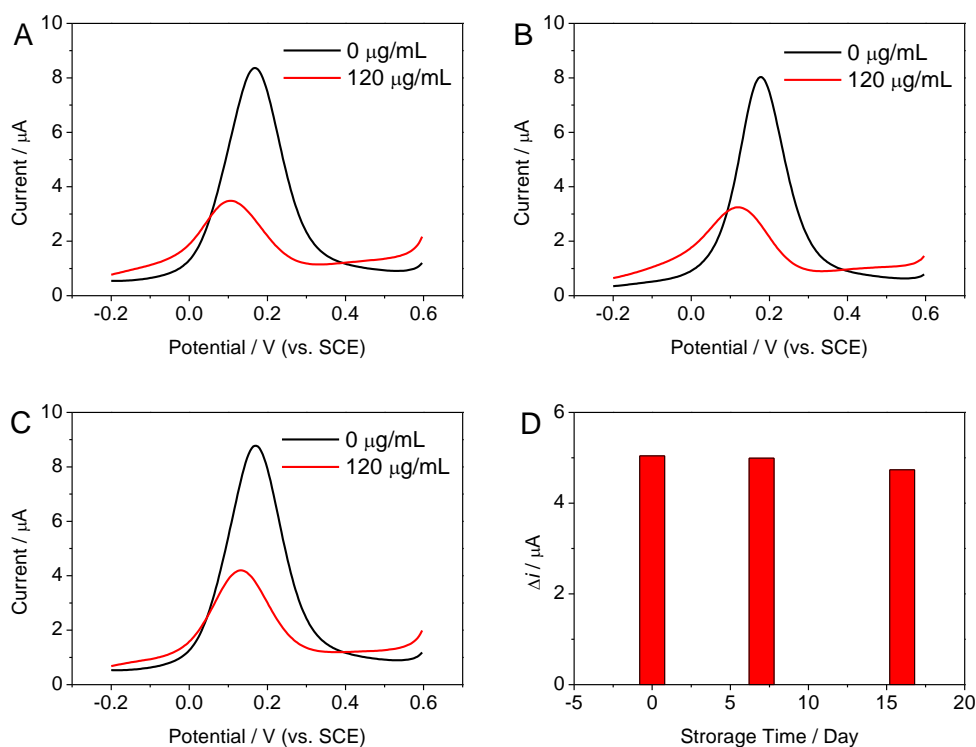 A
10
8
6
4
2
0
Current / μA
0 μg/mL
120 μg/mL
-0.2 0.0 0.2 0.4 0.6
Potential / V (vs. SCE)
B
10
8
6
4
2
0
Current / μA
0 μg/mL
120 μg/mL
-0.2 0.0 0.2 0.4 0.6
Potential / V (vs. SCE)
C
10
8
6
4
2
0
Current / μA
0 μg/mL
120 μg/mL
-0.2 0.0 0.2 0.4 0.6
Potential / V (vs. SCE)
D
6
4
2
0
Δi / μA
-5 0 5 10 15 20
Strorage Time / Day